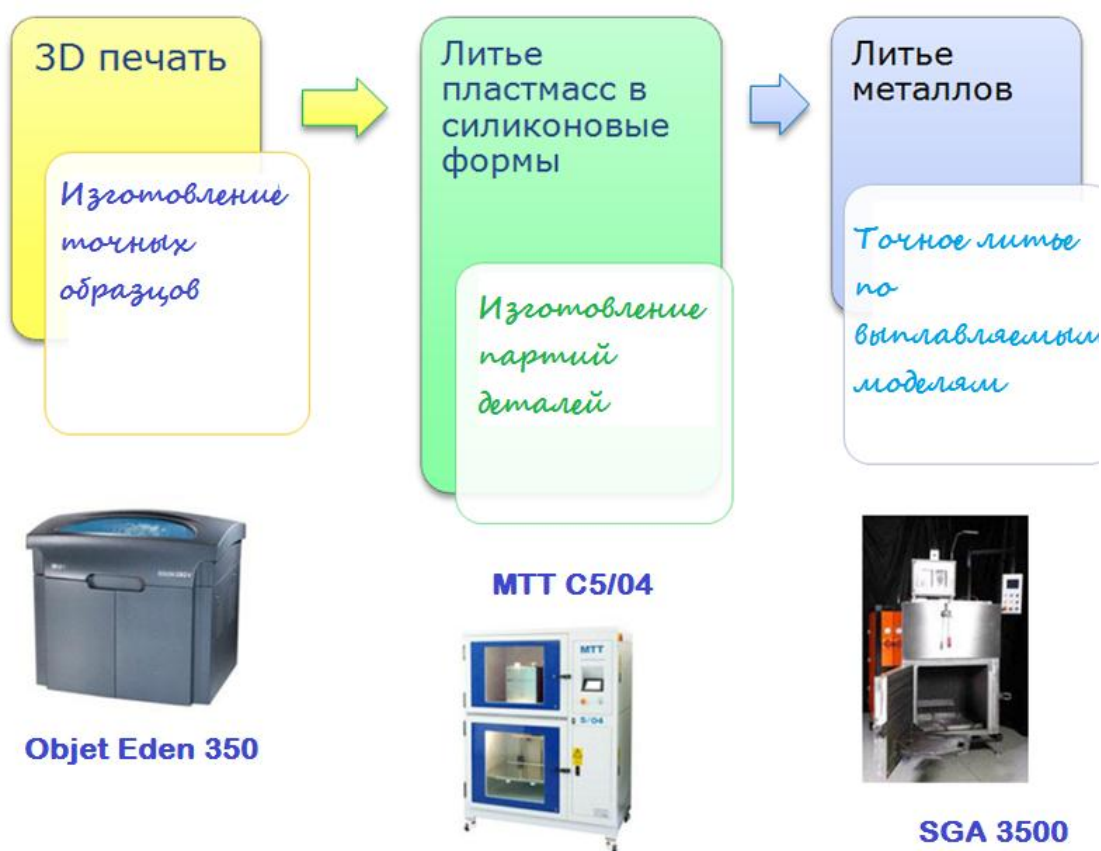 3D печать
Изготовление
точных
образцов
Литье
пластмасс в
силиконовые
формы
Изготовление
партий
деталей
Литье
металлов
Точное литье
по
выплавляемым
моделям
Objet Eden 350
MTT C5/04
MTT
5/04
SGA 3500